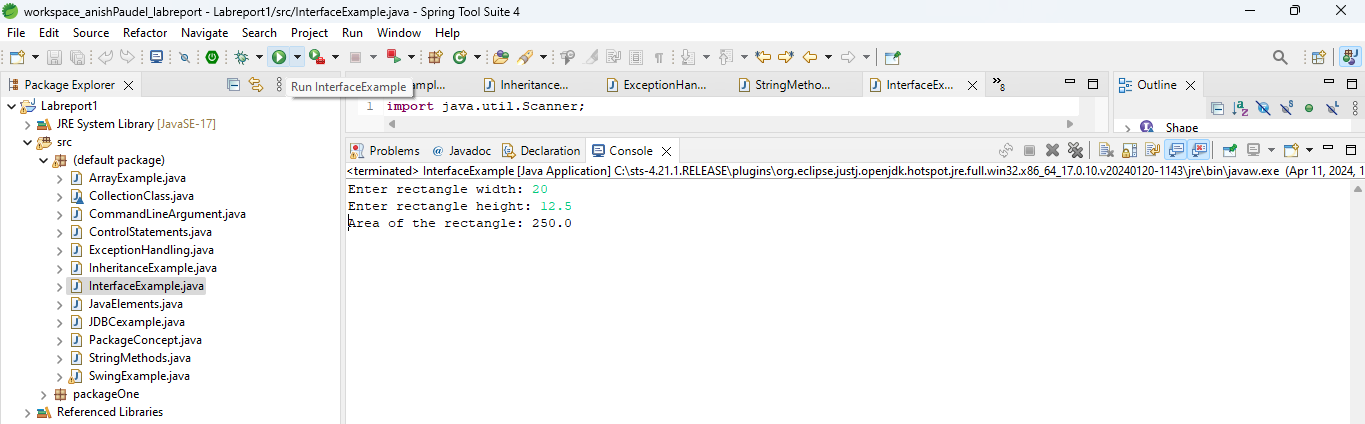 workspace_anishPaudel_labreport - Labreport1/src/InterfaceExample.java - Spring Tool Suite 4
File Edit Source Refactor Navigate Search Project Run Window Help
Package Explorer
Run InterfaceExample
ampl...
Inheritance...
ExceptionHan...
StringMetho...
InterfaceEx...
»8
Outline
Labreport1
JRE System Library [JavaSE-17]
src
(default package)
ArrayExample.java
CollectionClass.java
CommandLineArgument.java
ControlStatements.java
ExceptionHandling.java
InheritanceExample.java
InterfaceExample.java
JavaElements.java
JDBCexample.java
PackageConcept.java
StringMethods.java
SwingExample.java
packageOne
Referenced Libraries
1 import java.util.Scanner;
Shape
Problems @ Javadoc Declaration Console
<terminated> InterfaceExample [Java Application] C:\sts-4.21.1.RELEASE\plugins\org.eclipse.justj.openjdk.hotspot.jre.full.win32.x86_64_17.0.10.v20240120-1143\jre\bin\javaw.exe (Apr 11, 2024, 1
Enter rectangle width: 20
Enter rectangle height: 12.5
Area of the rectangle: 250.0